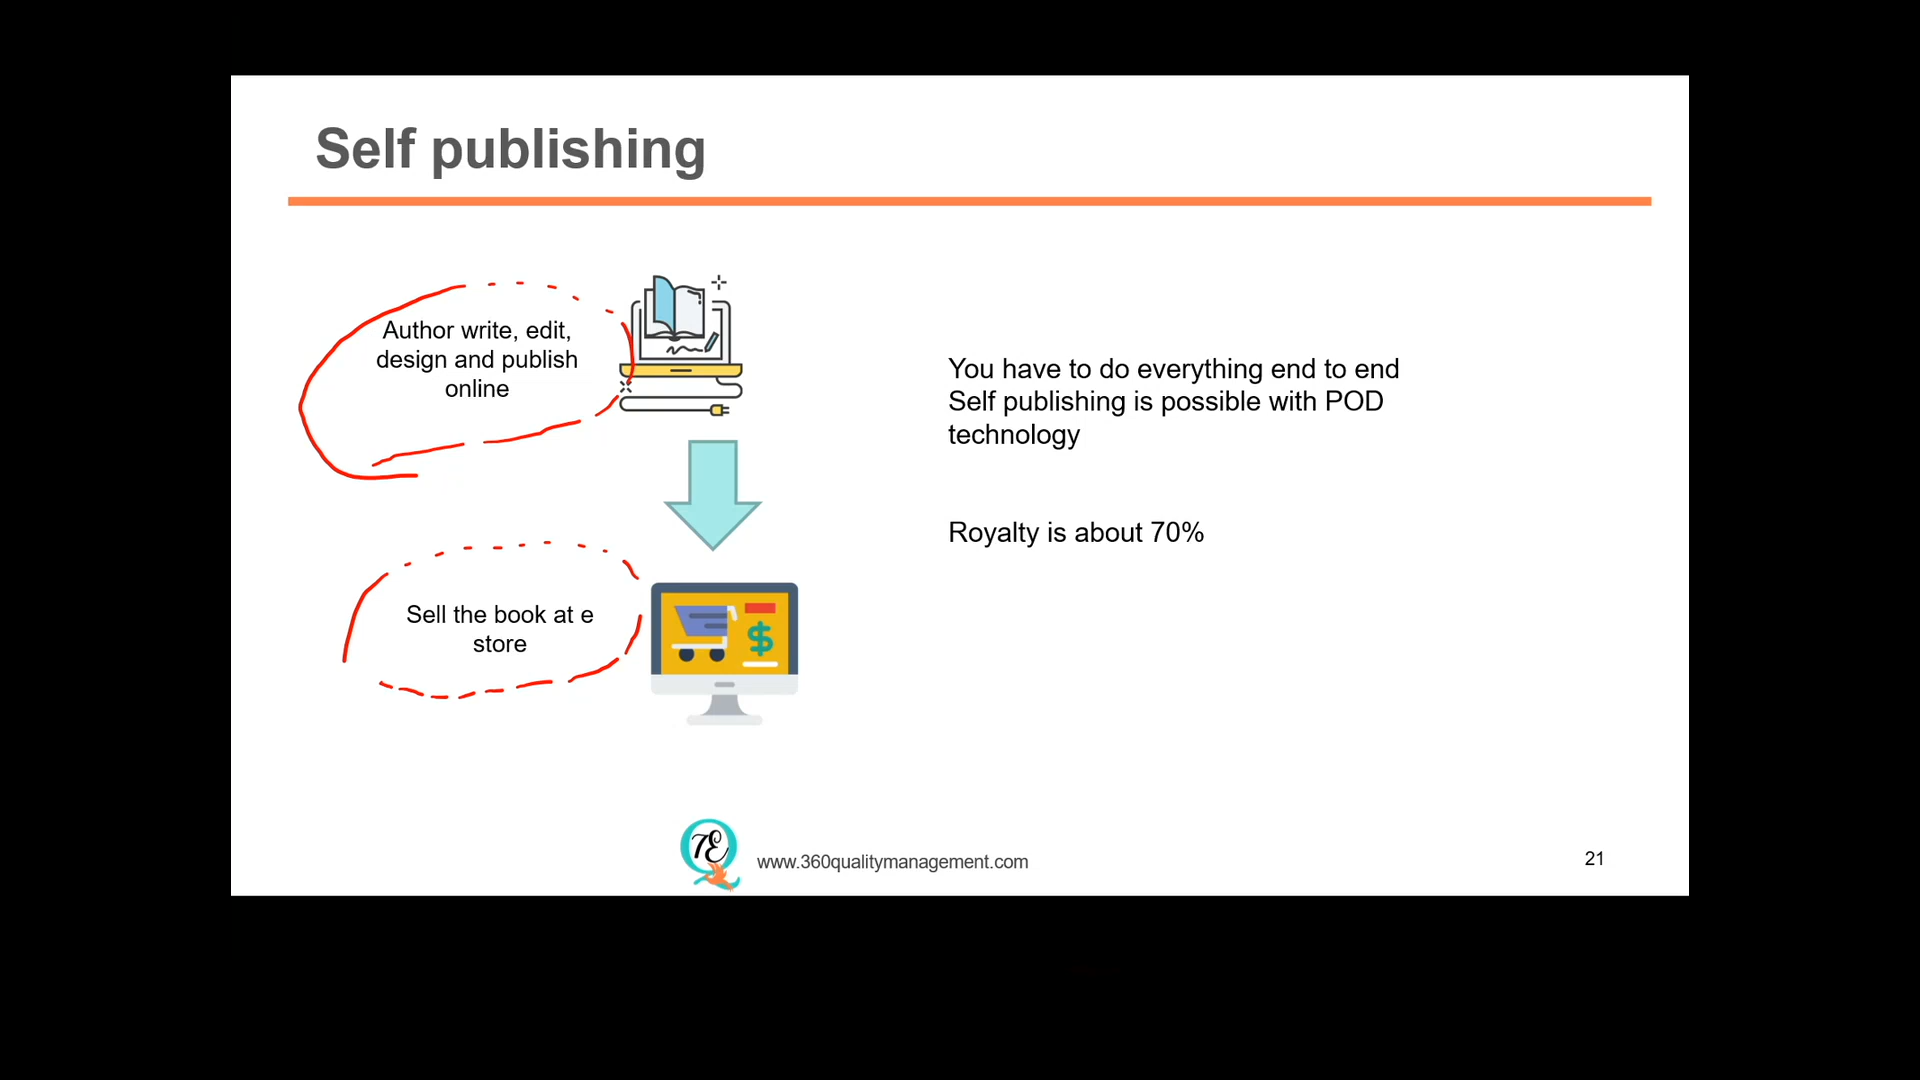 Self publishing
Author write, edit,
design and publish
online
You have to do everything end to end
Self publishing is possible with POD
technology
Royalty is about 70%
Sell the book at e
store
www.360qualitymanagement.com
21